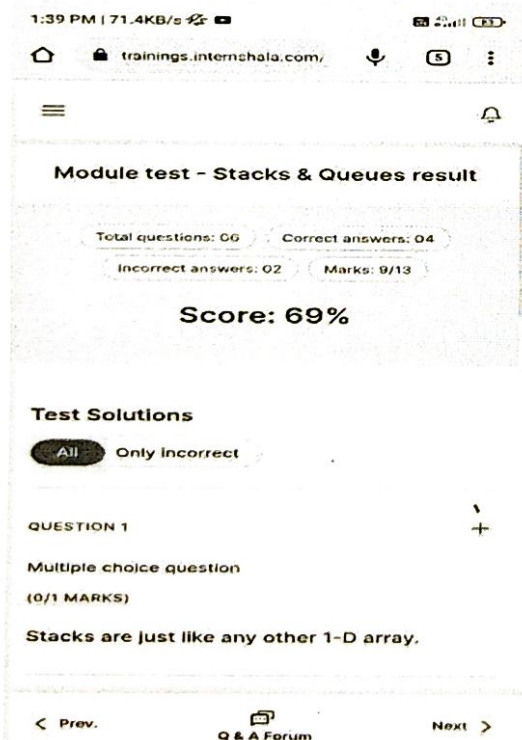 1:39 PM | 71.4KB/s
trainings.internshala.com/
5
Module test - Stacks & Queues result
Total questions: 06 Correct answers: 04
Incorrect answers: 02 Marks: 9/13
Score: 69%
Test Solutions
All Only incorrect
QUESTION 1 +
Multiple choice question
(0/1 MARKS)
Stacks are just like any other 1-D array.
< Prev. Q & A Forum Next >